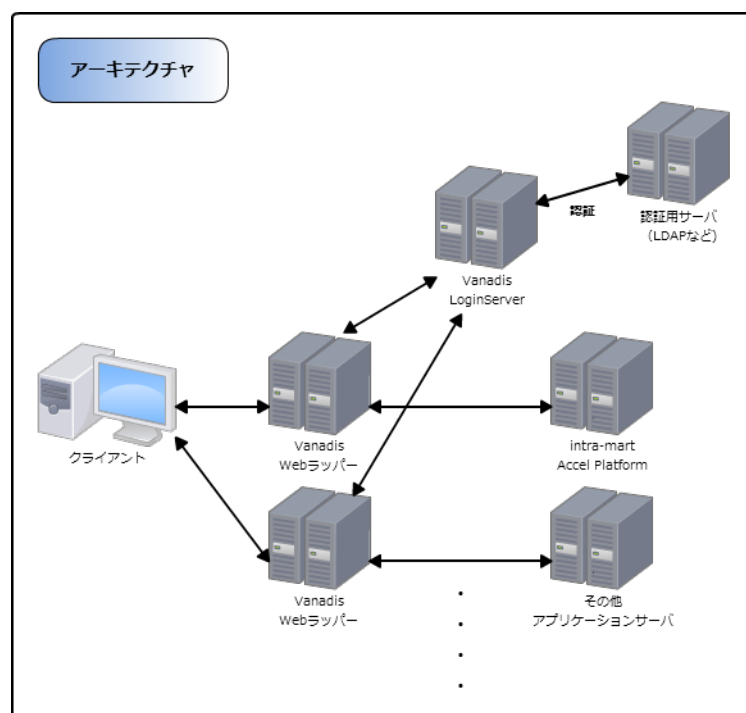 アーキテクチャ
認証
認証用サーバ
(LDAPなど)
Vanadis
LoginServer
クライアント
Vanadis
Webラッパー
intra-mart
Accel Platform
Vanadis
Webラッパー
その他
アプリケーションサーバ